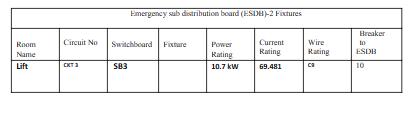 Emergency sub distribution board (ESDB)-2 Fixtures
Room Name Circuit No Switchboard Fixture Power Rating Current Rating Wire Rating Breaker to ESDB
Lift CKT 3 SB3 10.7 kW 69.481 C9 10